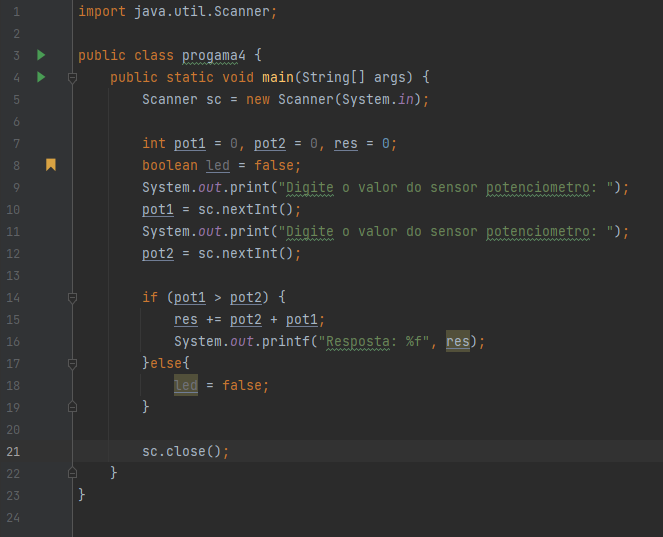 1 import java.util.Scanner;
2
3 public class progama4 {
4     public static void main(String[] args) {
5         Scanner sc = new Scanner(System.in);
6
7         int pot1 = 0, pot2 = 0, res = 0;
8         boolean led = false;
9         System.out.print("Digite o valor do sensor potenciometro: ");
10         pot1 = sc.nextInt();
11         System.out.print("Digite o valor do sensor potenciometro: ");
12         pot2 = sc.nextInt();
13
14         if (pot1 > pot2) {
15             res += pot2 + pot1;
16             System.out.printf("Resposta: %f", res);
17         }else{
18             led = false;
19         }
20
21         sc.close();
22     }
23 }
24